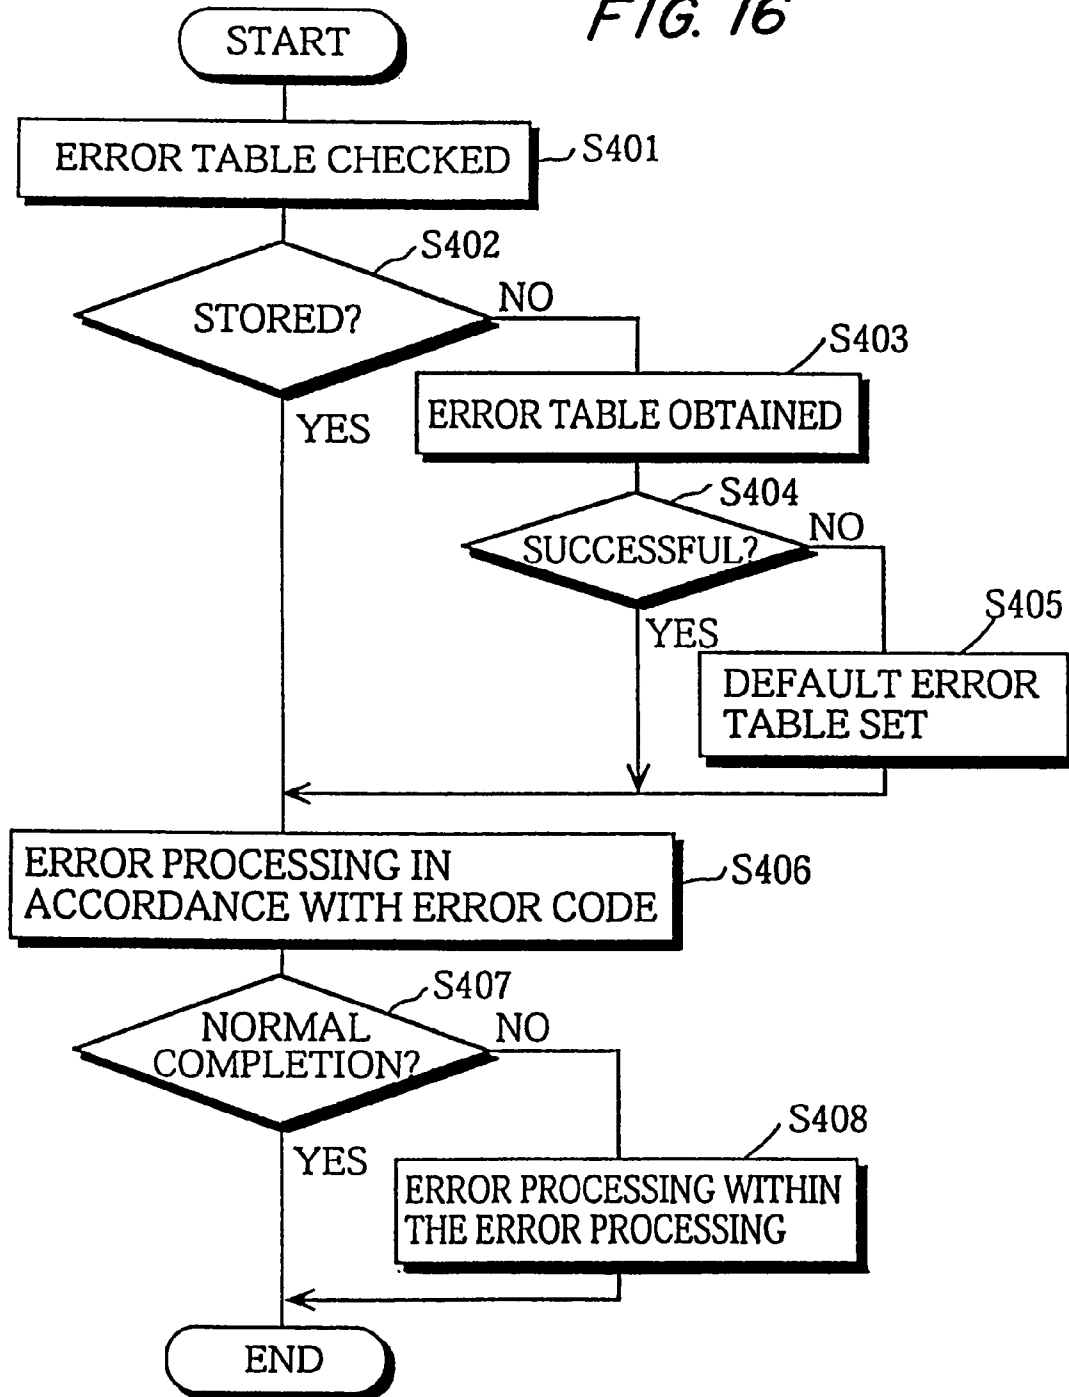 FIG. 16
START
ERROR TABLE CHECKED
S401
S402
STORED?
NO
YES
S403
ERROR TABLE OBTAINED
S404
SUCCESSFUL?
NO
YES
S405
DEFAULT ERROR
TABLE SET
ERROR PROCESSING IN
ACCORDANCE WITH ERROR CODE
S406
S407
NORMAL
COMPLETION?
NO
YES
S408
ERROR PROCESSING WITHIN
THE ERROR PROCESSING
END